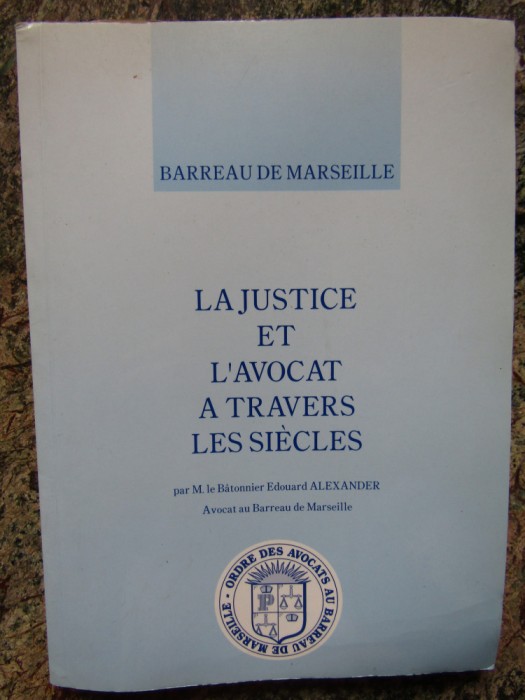 BARREAU DE MARSEILLE
LA JUSTICE
ET
L'AVOCAT
A TRAVERS
LES SIÈCLES
par M. le Bâtonnier Edouard ALEXANDER
Avocat au Barreau de Marseille
ORDRE DES AVOCATS AU BARREAU DE MARSEILLE
P